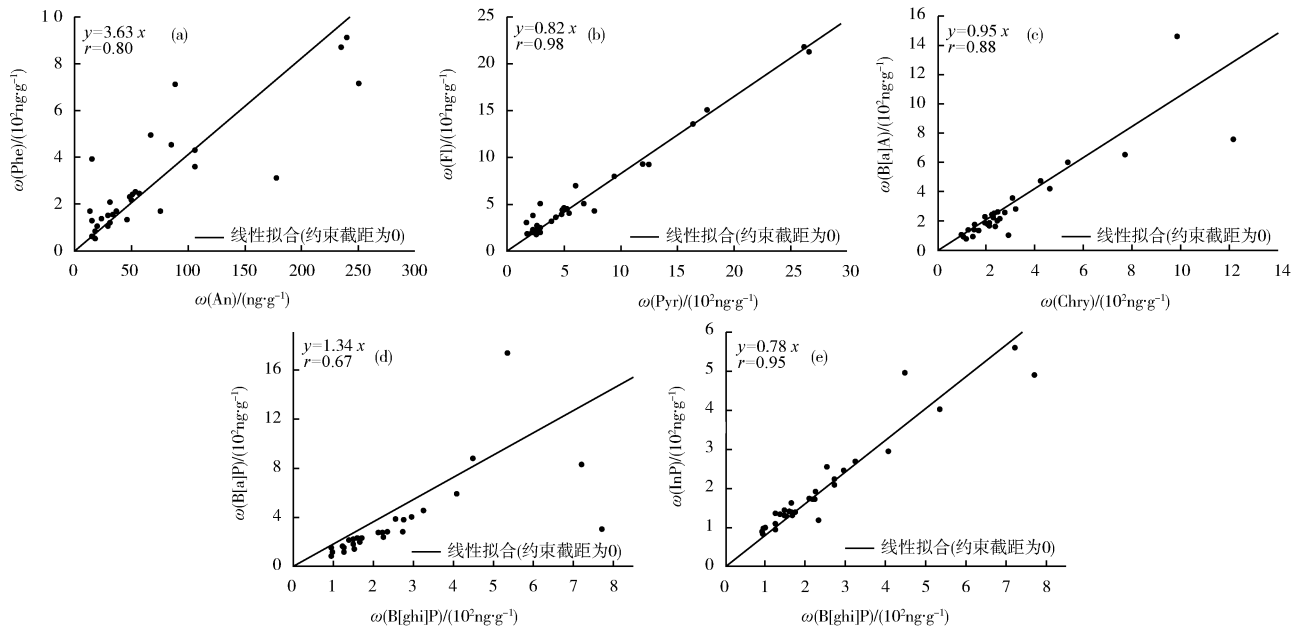 y=3.63 x
r=0.80
(a)
10
8
6
4
2
0
ω(Phe)/(10²ng·g⁻¹)
线性拟合(约束截距为0)
0 50 100 150 200 250 300
ω(An)/(ng·g⁻¹)
y=0.82 x
r=0.98
(b)
25
20
15
10
5
0
ω(Fl)/(10²ng·g⁻¹)
线性拟合(约束截距为0)
0 5 10 15 20 25 30
ω(Pyr)/(10²ng·g⁻¹)
y=0.95 x
r=0.88
(c)
16
14
12
10
8
6
4
2
0
ω(B[a]A)/(10²ng·g⁻¹)
线性拟合(约束截距为0)
0 2 4 6 8 10 12 14
ω(Chry)/(10²ng·g⁻¹)
y=1.34 x
r=0.67
(d)
16
12
8
4
0
ω(B[a]P)/(10²ng·g⁻¹)
线性拟合(约束截距为0)
0 1 2 3 4 5 6 7 8
ω(B[ghi]P)/(10²ng·g⁻¹)
y=0.78 x
r=0.95
(e)
6
5
4
3
2
1
0
ω(InP)/(10²ng·g⁻¹)
线性拟合(约束截距为0)
0 1 2 3 4 5 6 7 8
ω(B[ghi]P)/(10²ng·g⁻¹)